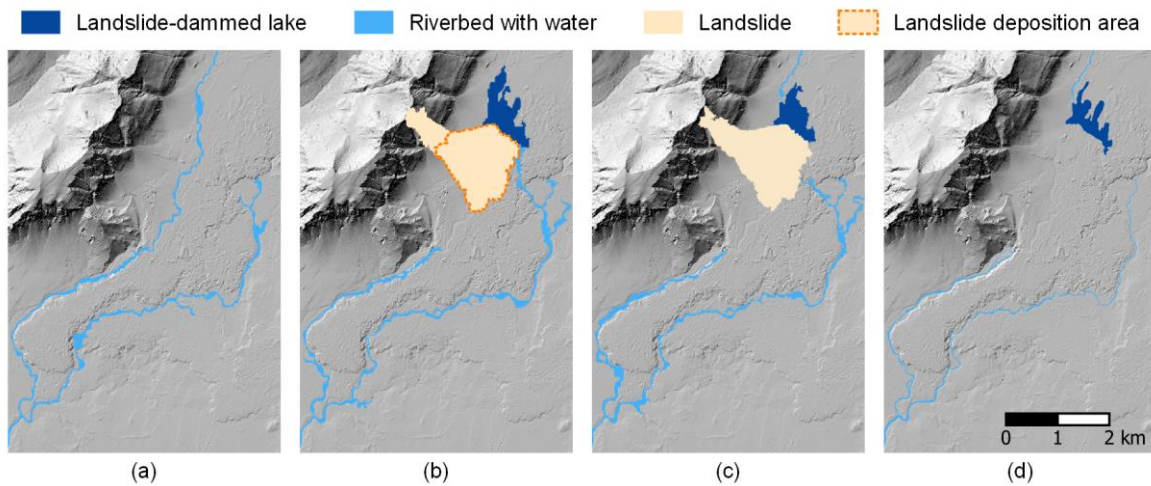 Landslide-dammed lake Riverbed with water Landslide Landslide deposition area
0 1 2 km
(a) (b) (c) (d)